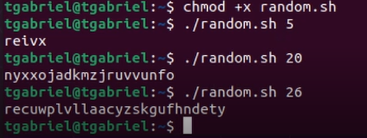 tgabriel@tgabriel:~$ chmod +x random.sh
tgabriel@tgabriel:~$ ./random.sh 5
reivx
tgabriel@tgabriel:~$ ./random.sh 20
nyxxojadkmzjruvvunfo
tgabriel@tgabriel:~$ ./random.sh 26
recuwplvllaacyzskgufhndety
tgabriel@tgabriel:~$